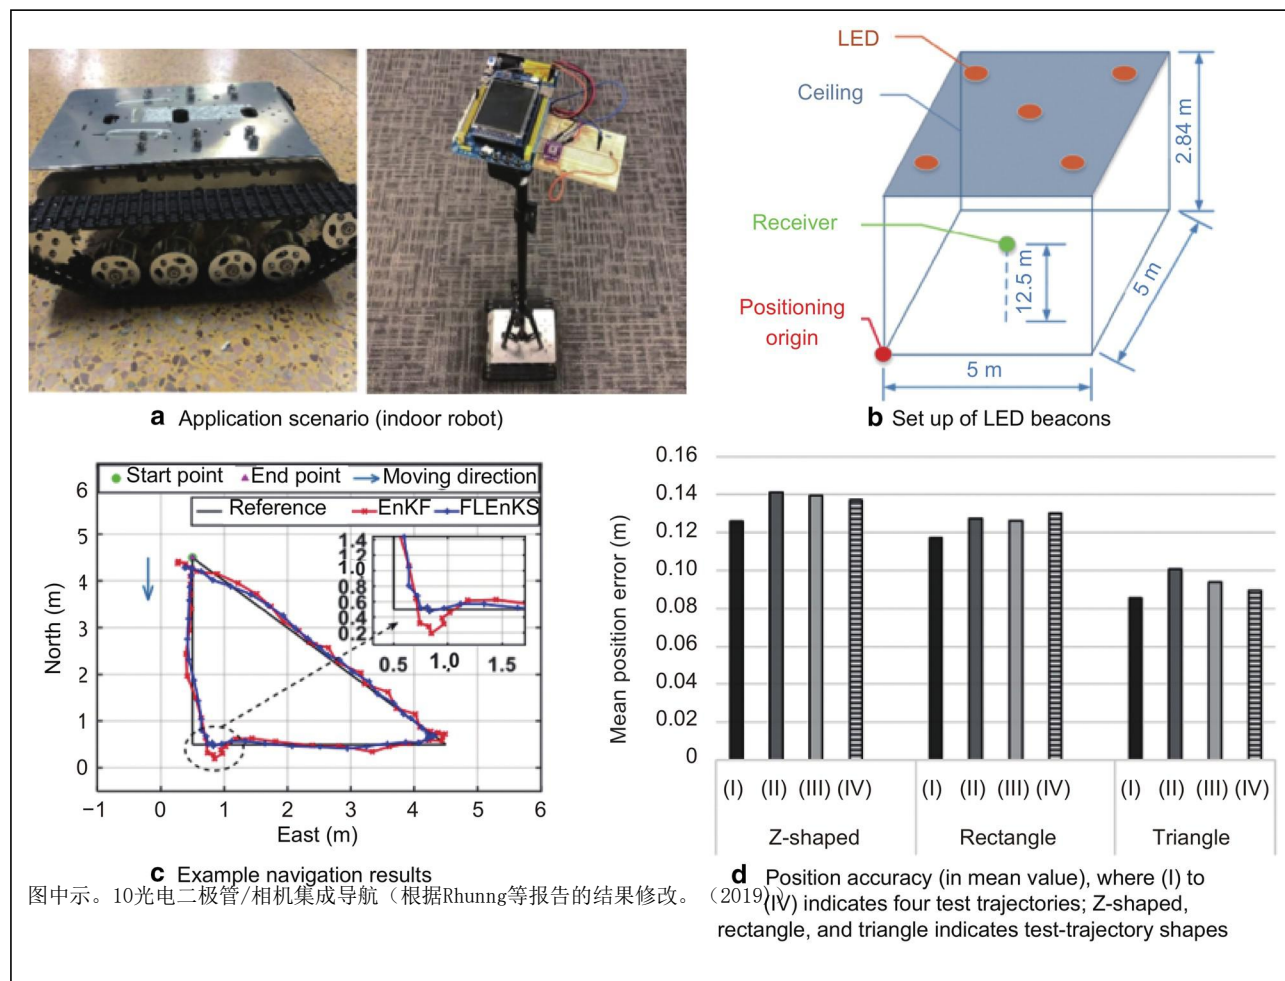 LED
Ceiling
2.84 m
Receiver
12.5 m
5 m
Positioning
origin
5 m
a Application scenario (indoor robot)
b Set up of LED beacons
Start point End point Moving direction
Reference EnKF FLEnKS
6
5
4
3
2
1
0
North (m)
1.4
1.2
1.0
0.8
0.6
0.4
0.2
0.5 1.0 1.5
−1 0 1 2 3 4 5 6
East (m)
c Example navigation results
0.16
0.14
0.12
0.10
0.08
0.06
0.04
0.02
0
Mean position error (m)
(I) (II) (III) (IV) (I) (II) (III) (IV) (I) (II) (III) (IV)
Z-shaped Rectangle Triangle
d Position accuracy (in mean value), where (I) to
(IV) indicates four test trajectories; Z-shaped,
rectangle, and triangle indicates test-trajectory shapes
图中示。10光电二极管/相机集成导航（根据Rhunng等报告的结果修改。（2019）)